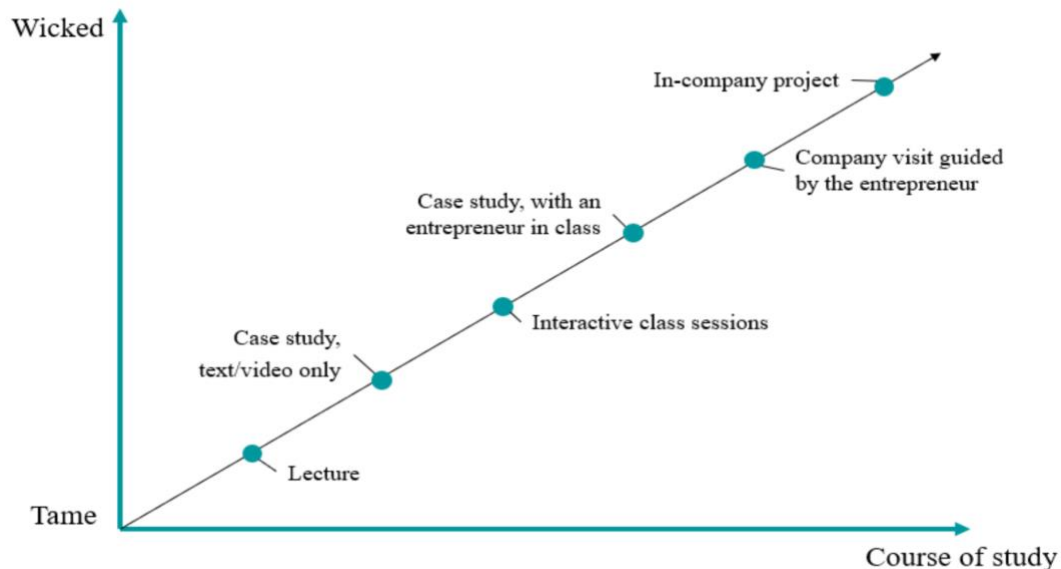 Wicked
In-company project
Company visit guided
by the entrepreneur
Case study, with an
entrepreneur in class
Interactive class sessions
Case study,
text/video only
Lecture
Tame
Course of study